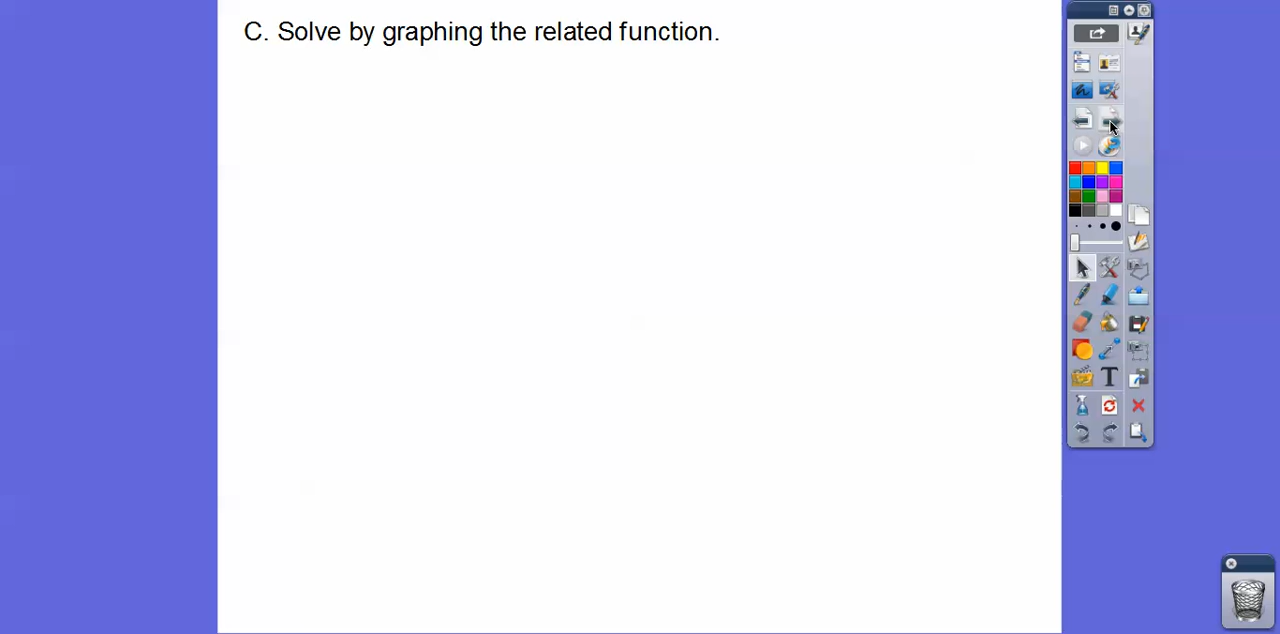 C. Solve by graphing the related function.